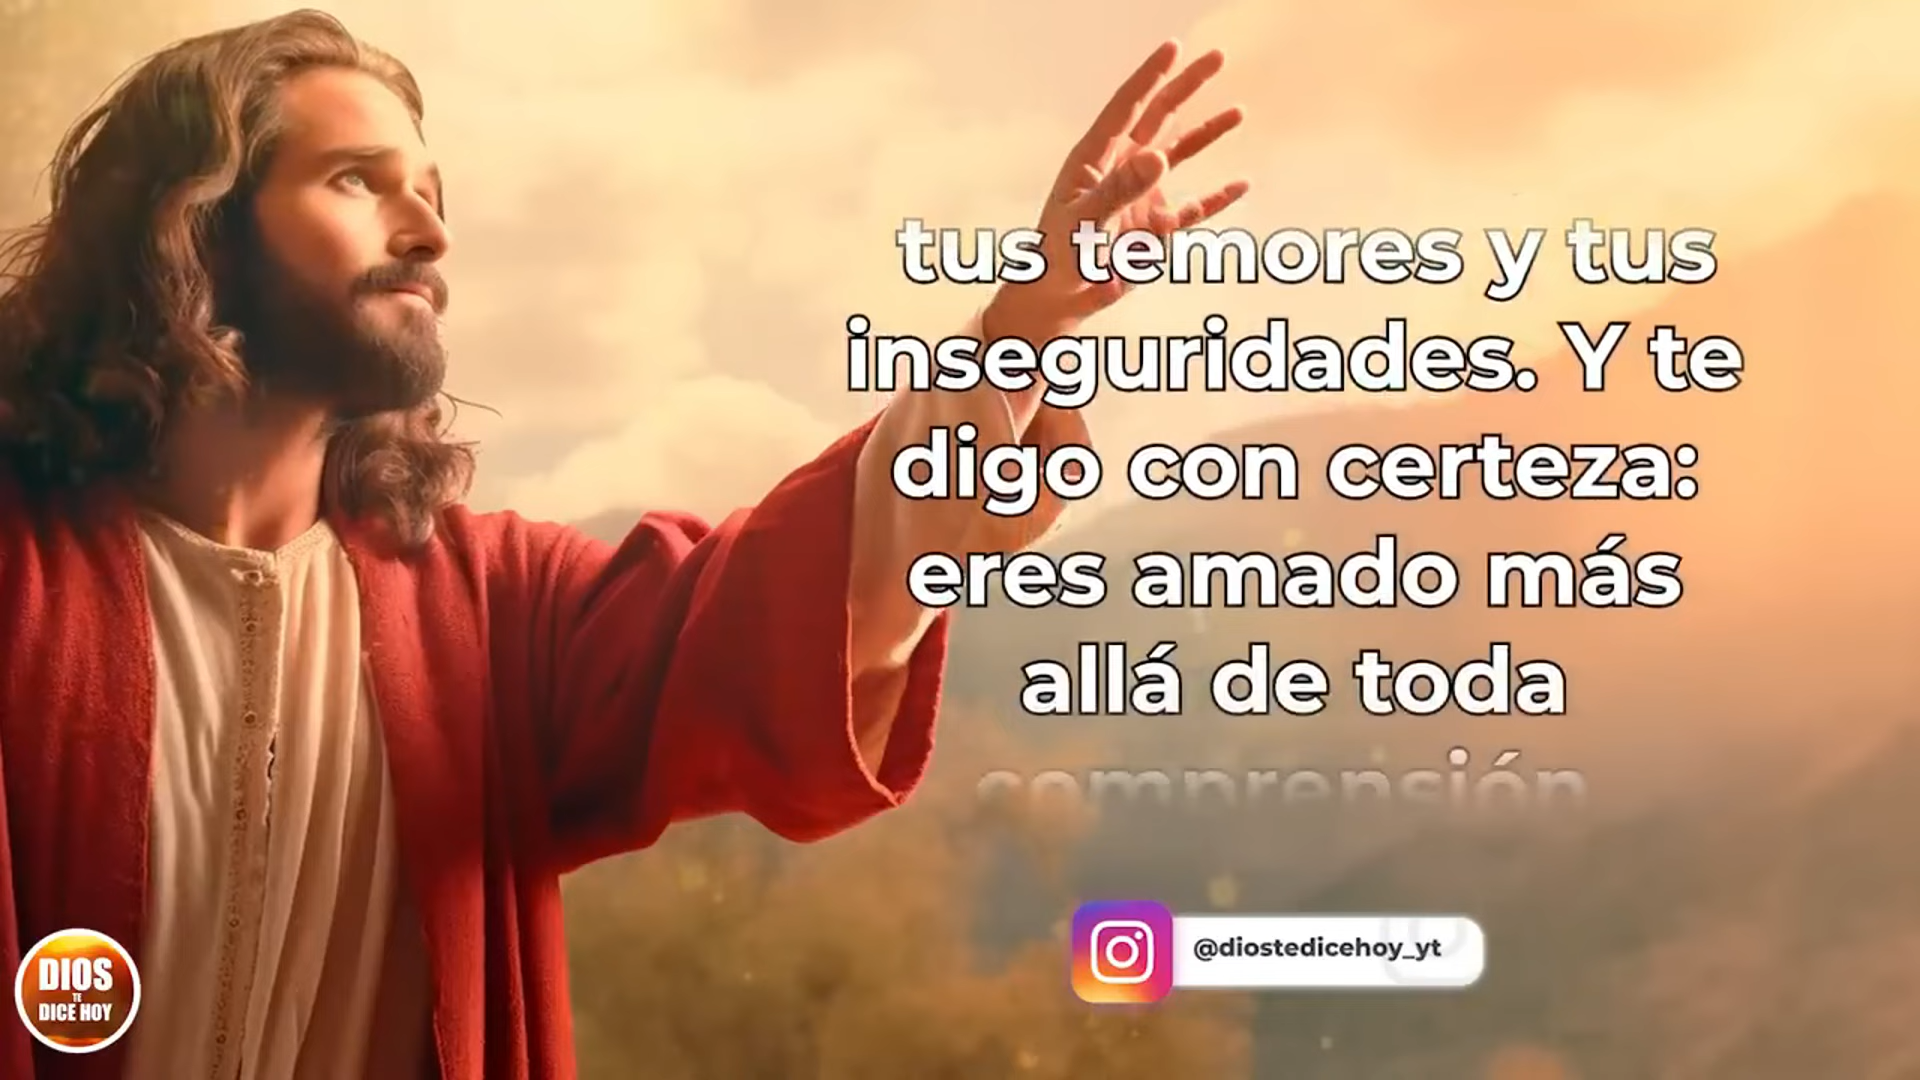 tus temores y tus
inseguridades. Y te
digo con certeza:
eres amado más
allá de toda
comprensión
@diostedicehoy_yt
DIOS
TE
DICE HOY